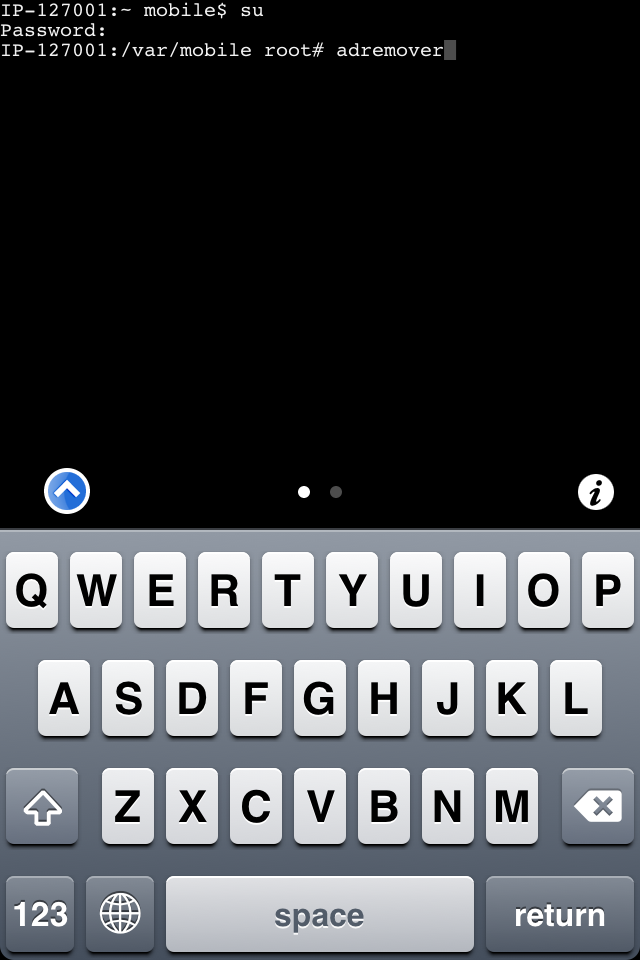 IP-127001:~ mobile$ su
Password:
IP-127001:/var/mobile root# adremover
i
Q W E R T Y U I O P
A S D F G H J K L
Z X C V B N M
123 space return